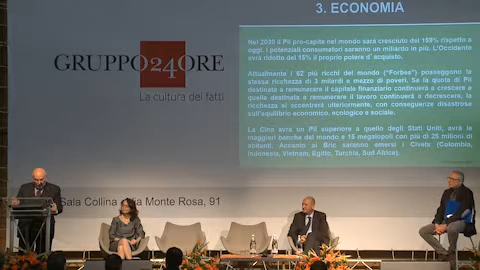 3. ECONOMIA
Nel 2030 il Pil pro-capite nel mondo sarà cresciuto del 159% rispetto a
oggi. I potenziali consumatori saranno un miliardo in più. L'Occidente
avrà ridotto del 15% il proprio potere d'acquisto.
Attualmente i 62 più ricchi del mondo ("Forbes") posseggono la
stessa ricchezza di 3 miliardi e mezzo di poveri. Se la quota di Pil
destinata a remunerare il capitale finanziario continuerà a crescere e
quella destinata a remunerare il lavoro continuerà a decrescere, la
ricchezza si accentrerà ulteriormente, con conseguenze disastrose
sull'equilibrio economico, ecologico e sociale.
La Cina avrà un Pil superiore a quello degli Stati Uniti, avrà le
maggiori banche del mondo e 15 megalopoli con più di 25 milioni di
abitanti. Accanto ai Bric saranno emersi i Civets (Colombia,
Indonesia, Vietnam, Egitto, Turchia, Sud Africa).
GRUPPO24ORE
La cultura dei fatti
Sala Collina Via Monte Rosa, 91